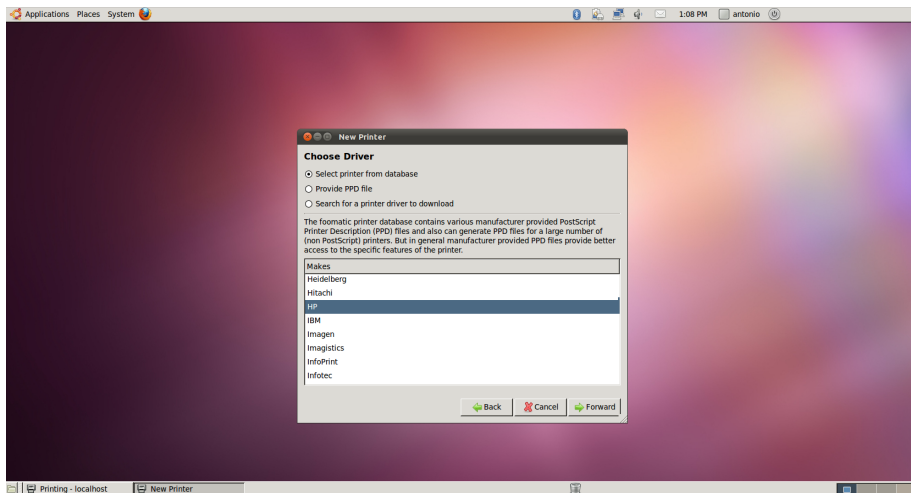 Applications Places System 1:08 PM antonio
New Printer
Choose Driver
Select printer from database
Provide PPD file
Search for a printer driver to download
The foomatic printer database contains various manufacturer provided PostScript
Printer Description (PPD) files and also can generate PPD files for a large number of
(non PostScript) printers. But in general manufacturer provided PPD files provide better
access to the specific features of the printer.
Makes
Heidelberg
Hitachi
HP
IBM
Imagen
Imagistics
InfoPrint
Infotec
Back Cancel Forward
Printing - localhost New Printer